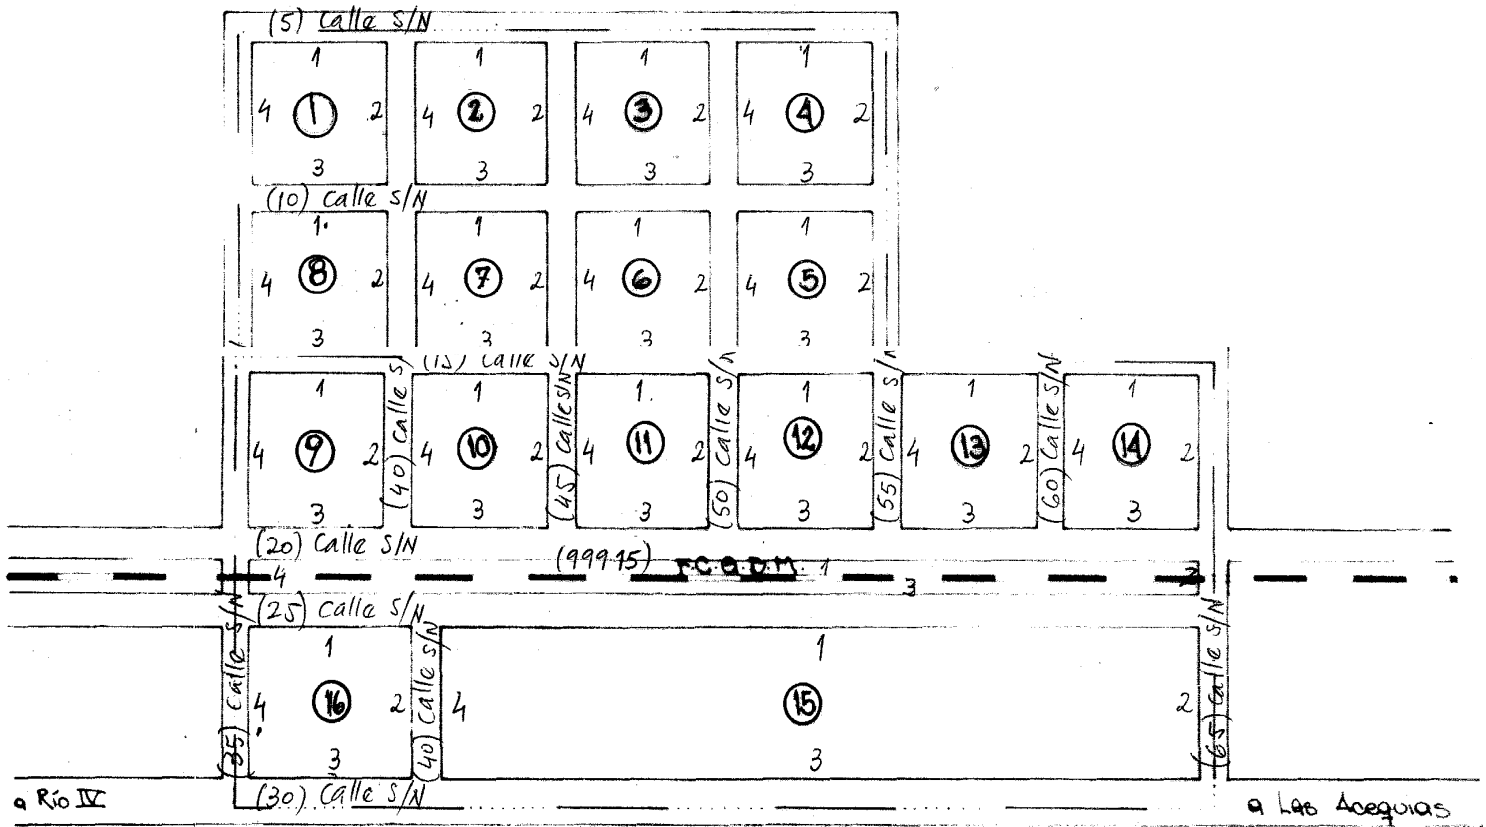 (5) Calle S/N
1 1 1 1
4 1 2 4 2 2 4 3 2 4 4 2
3 3 3 3
(10) Calle S/N
1. 1 1 1
4 8 2 4 7 2 4 6 2 4 5 2
3 3 3 3
(15) Calle S/N
1 1 1. 1 1 1
4 9 2 4 10 2 4 11 2 4 12 2 4 13 2 4 14 2
3 3 3 3 3 3
(40) Calle S/
(45) Calle S/N
(50) Calle S/N
(55) Calle S/N
(60) Calle S/N
(20) Calle S/N
(999.15) F.C.Q.D.M. 1
4 3 2
(25) Calle S/N
1 1
4 16 2 4 15 2
3 3
(35) Calle S/N
(40) Calle S/N
(65) Calle S/N
(30) Calle S/N
a Río IV
a Las Acequias